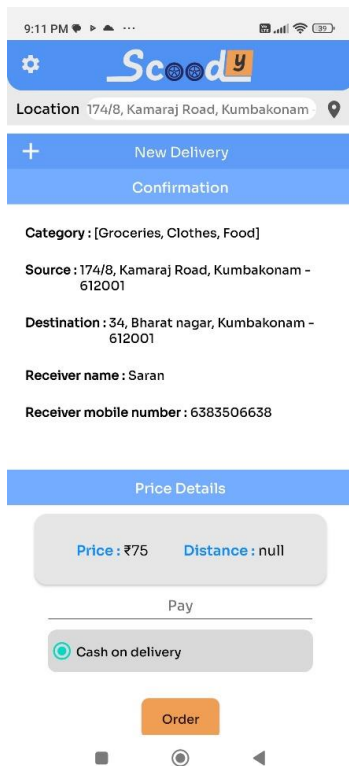 9:11 PM
39
Scoody
Location 174/8, Kamaraj Road, Kumbakonam
+ New Delivery
Confirmation
Category : [Groceries, Clothes, Food]
Source : 174/8, Kamaraj Road, Kumbakonam -
612001
Destination : 34, Bharat nagar, Kumbakonam -
612001
Receiver name : Saran
Receiver mobile number : 6383506638
Price Details
Price : ₹75 Distance : null
Pay
Cash on delivery
Order